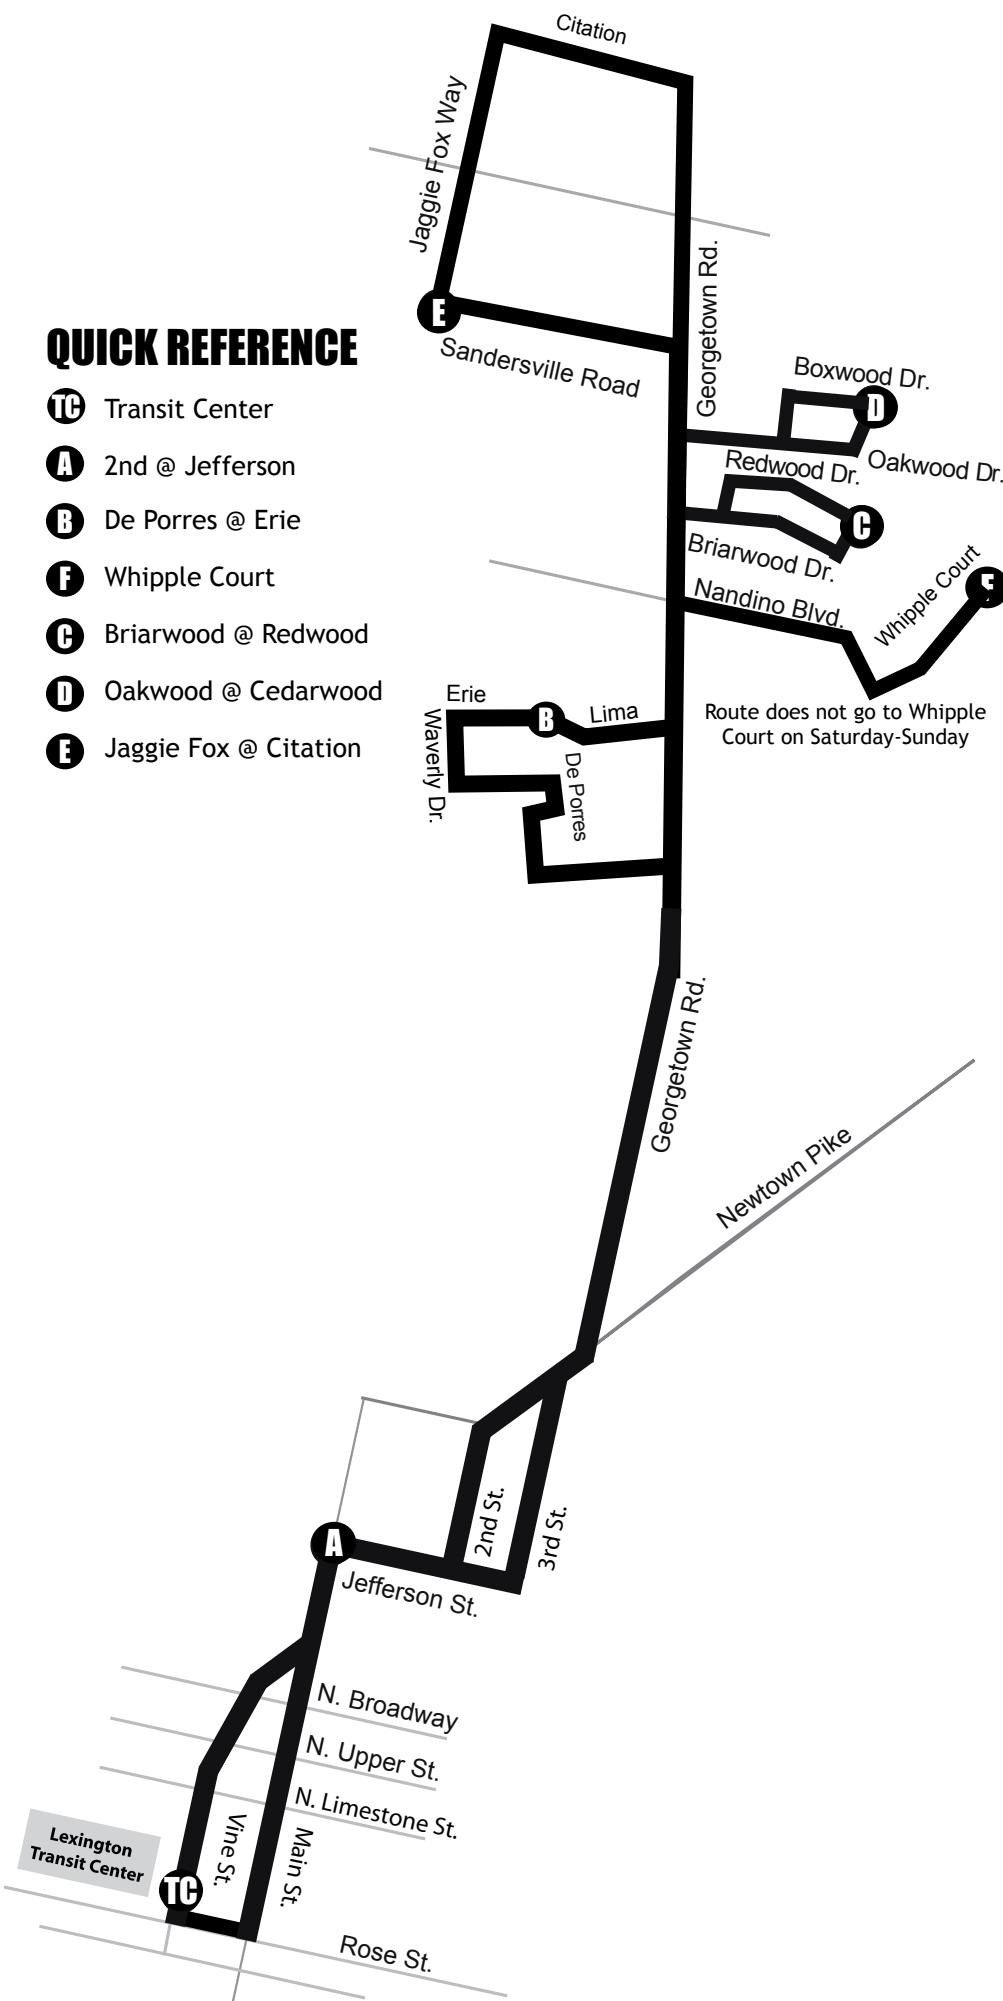 Citation
Jaggie Fox Way
Georgetown Rd.
E
Sandersville Road
QUICK REFERENCE
TC Transit Center
A 2nd @ Jefferson
B De Porres @ Erie
F Whipple Court
C Briarwood @ Redwood
D Oakwood @ Cedarwood
E Jaggie Fox @ Citation
Boxwood Dr.
D
Oakwood Dr.
Redwood Dr.
C
Briarwood Dr.
Nandino Blvd.
Whipple Court
F
Route does not go to Whipple
Court on Saturday-Sunday
Erie
B
Lima
Waverly Dr.
De Porres
Georgetown Rd.
Newtown Pike
2nd St.
3rd St.
A
Jefferson St.
N. Broadway
N. Upper St.
N. Limestone St.
Vine St.
Main St.
Lexington
Transit Center
TC
Rose St.